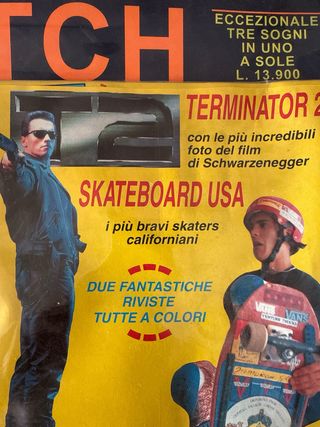 TCH
ECCEZIONALE
TRE SOGNI
IN UNO
A SOLE
L. 13.900
TERMINATOR 2
con le più incredibili
foto del film
di Schwarzenegger
SKATEBOARD USA
i più bravi skaters
californiani
DUE FANTASTICHE
RIVISTE
TUTTE A COLORI
VANS